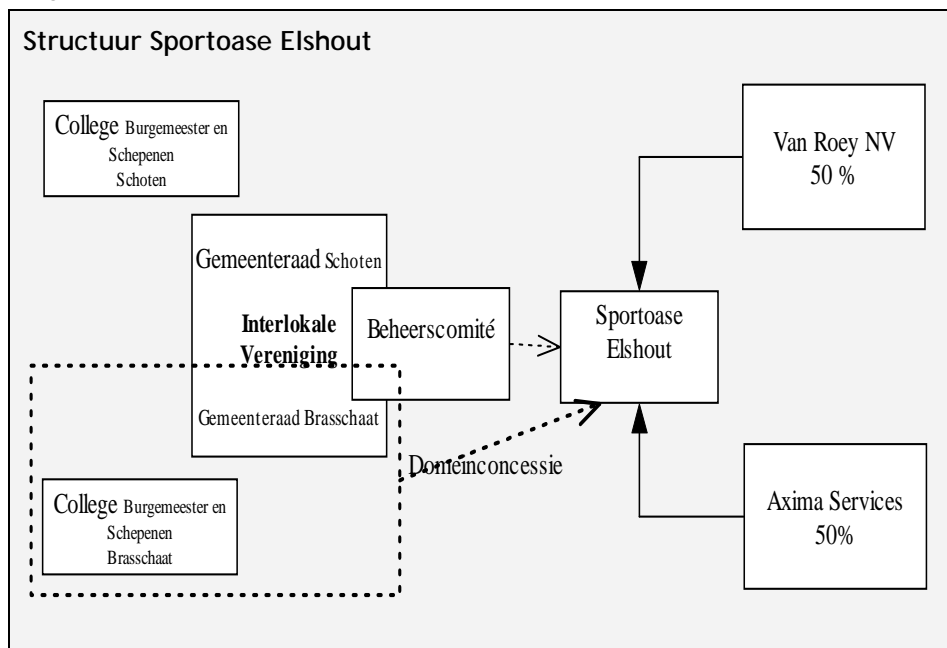 Structuur Sportoase Elshout
College Burgemeester en
Schepenen
Schoten
Van Roey NV
50 %
Gemeenteraad Schoten
Interlokale
Vereniging
Beheerscomité
Sportoase
Elshout
Gemeenteraad Brasschaat
Domeinconcessie
College Burgemeester en
Schepenen
Brasschaat
Axima Services
50%